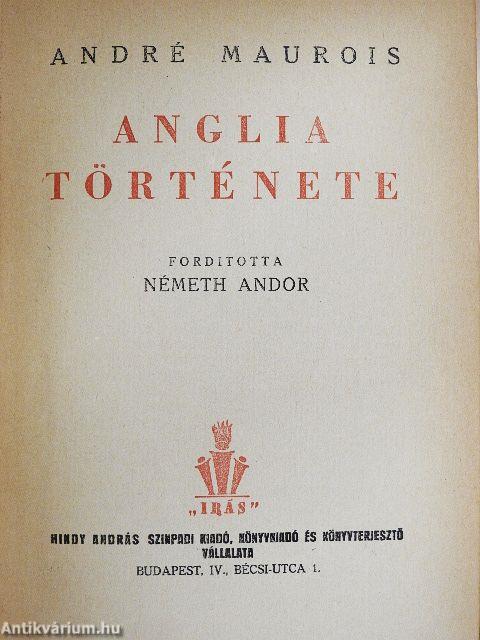 ANDRÉ MAUROIS
ANGLIA
TÖRTÉNETE
FORDITOTTA
NÉMETH ANDOR
„IRÁS"
HINDY ANDRÁS SZINPADI KIADÓ, KÖNYVKIADÓ ÉS KÖNYVTERJESZTŐ
VÁLLALATA
BUDAPEST, IV., BÉCSI-UTCA 1.
Antikvárium.hu